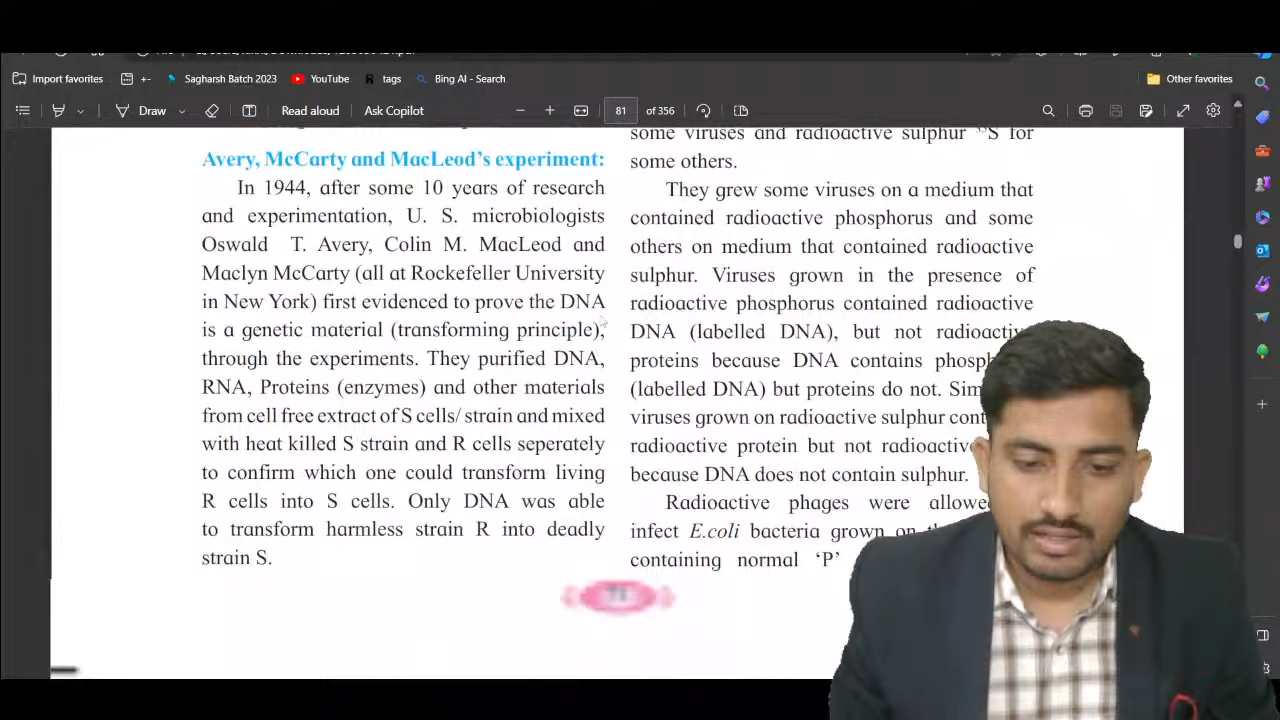 Import favorites
+-
Sagharsh Batch 2023
YouTube
tags
Bing AI - Search
Other favorites
Draw
Read aloud
Ask Copilot
81
of 356
Avery, McCarty and MacLeod's experiment:
In 1944, after some 10 years of research
and experimentation, U. S. microbiologists
Oswald T. Avery, Colin M. MacLeod and
Maclyn McCarty (all at Rockefeller University
in New York) first evidenced to prove the DNA
is a genetic material (transforming principle),
through the experiments. They purified DNA,
RNA, Proteins (enzymes) and other materials
from cell free extract of S cells/ strain and mixed
with heat killed S strain and R cells seperately
to confirm which one could transform living
R cells into S cells. Only DNA was able
to transform harmless strain R into deadly
strain S.
some viruses and radioactive sulphur ³⁵S for
some others.
They grew some viruses on a medium that
contained radioactive phosphorus and some
others on medium that contained radioactive
sulphur. Viruses grown in the presence of
radioactive phosphorus contained radioactive
DNA (labelled DNA), but not radioactive
proteins because DNA contains
(labelled DNA) but proteins do not.
viruses grown on radioactive sulphur
radioactive protein but not radioactive
because DNA does not contain sulphur.
Radioactive phages were
infect E.coli bacteria grown on
containing normal 'P'